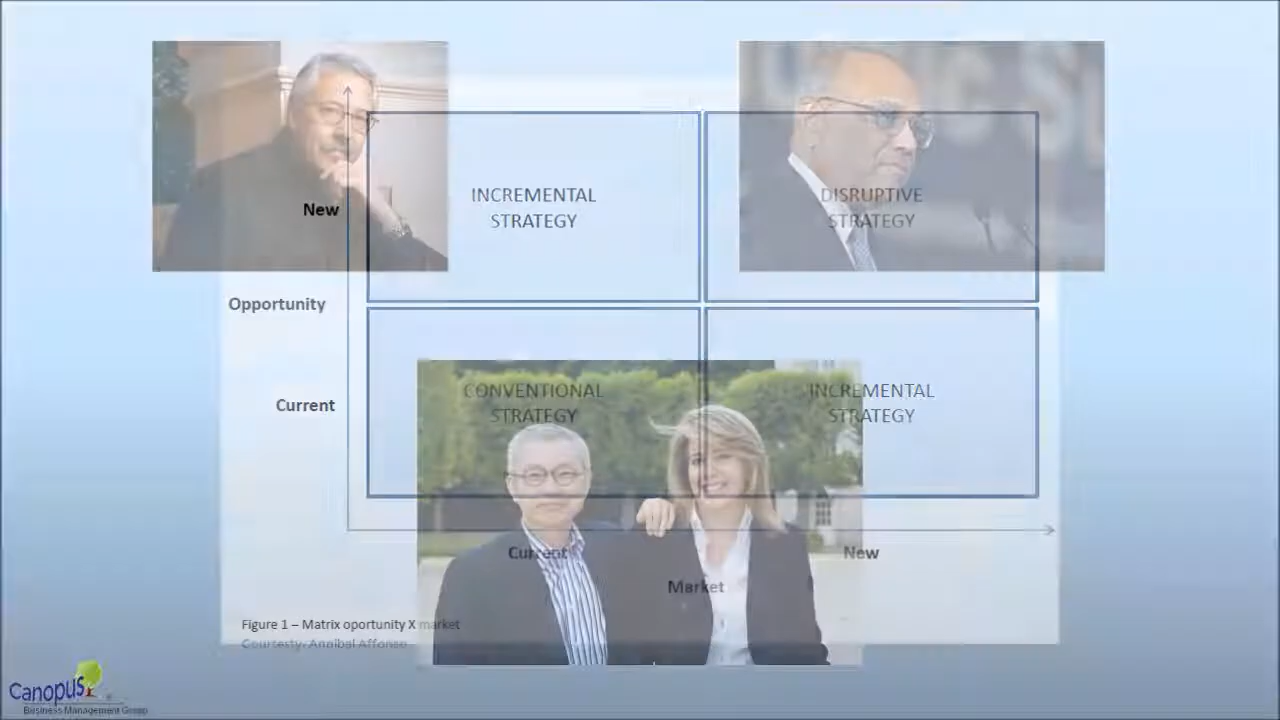 INCREMENTAL
STRATEGY
DISRUPTIVE
STRATEGY
New
Opportunity
CONVENTIONAL
STRATEGY
INCREMENTAL
STRATEGY
Current
Current
New
Market
Figure 1 – Matrix oportunity X market
Courtesty- Annibal Affonso
Canopus
Business Management Group